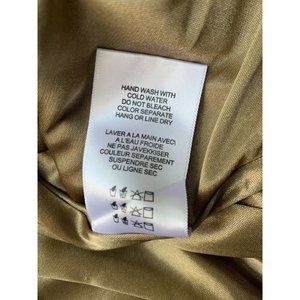 HAND WASH WITH
COLD WATER
DO NOT BLEACH
COLOR SEPARATE
HANG OR LINE DRY
LAVER A LA MAIN AVEC\
A L'EAU FROIDE
NE PAS JAVEKKISER
COULEUR SEPAREMENT
SUSPENDRE SEC
OU LIGNE SEC